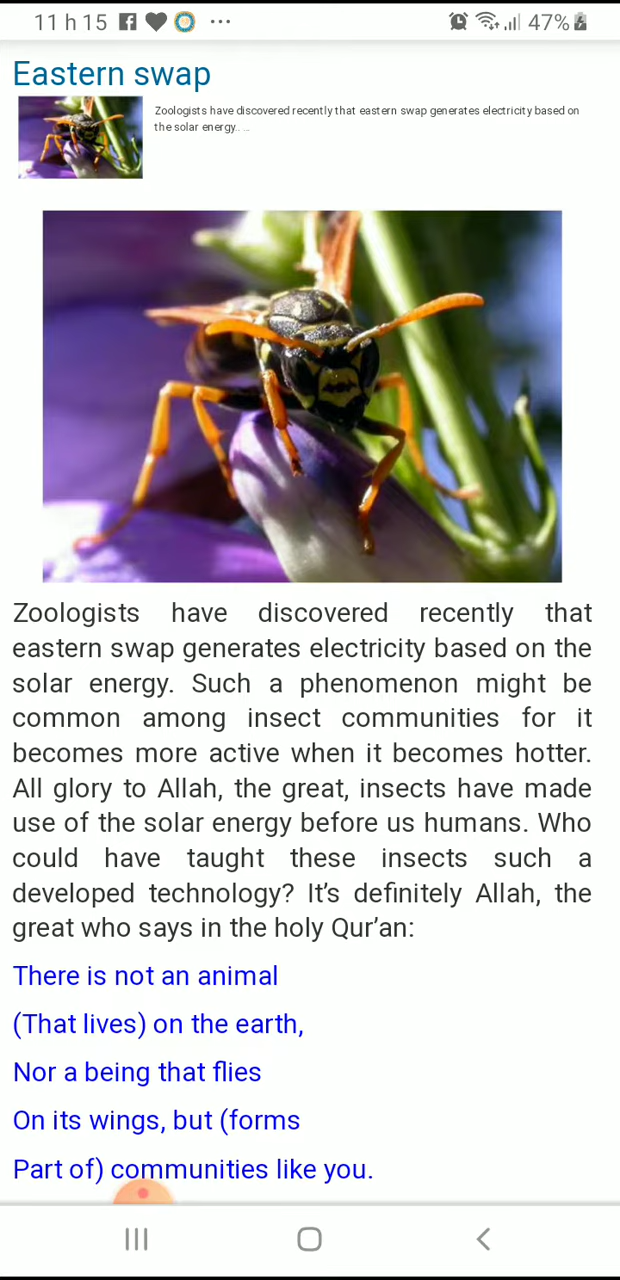 11 h 15 ... 47%
Eastern swap
Zoologists have discovered recently that eastern swap generates electricity based on
the solar energy.. ...
Zoologists have discovered recently that
eastern swap generates electricity based on the
solar energy. Such a phenomenon might be
common among insect communities for it
becomes more active when it becomes hotter.
All glory to Allah, the great, insects have made
use of the solar energy before us humans. Who
could have taught these insects such a
developed technology? It's definitely Allah, the
great who says in the holy Qur'an:
There is not an animal
(That lives) on the earth,
Nor a being that flies
On its wings, but (forms
Part of) communities like you.